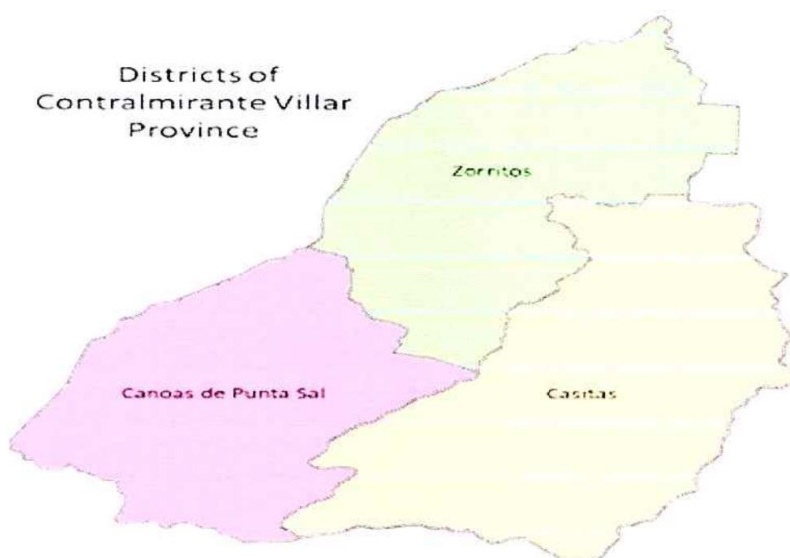 Districts of
Contralmirante Villar
Province
Zorritos
Canoas de Punta Sal
Casitas